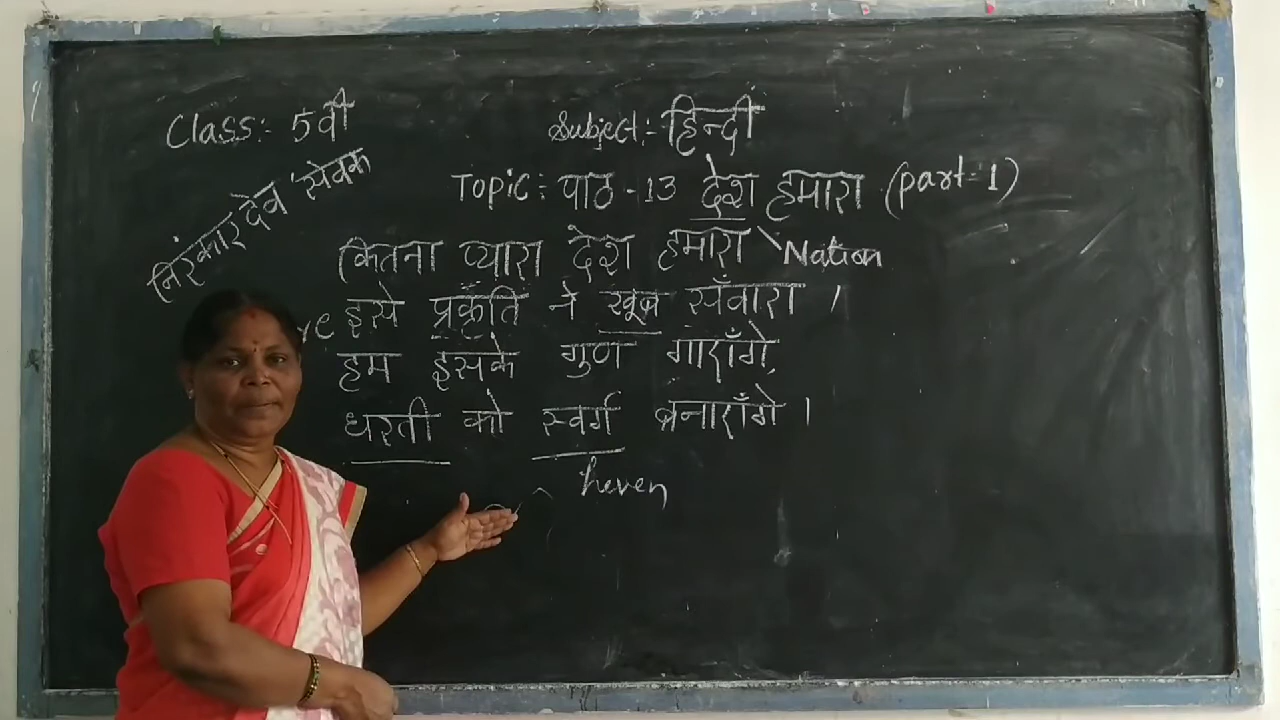 Class:- 5वी
Subject:- हिन्दी
निरंकार देव 'सेवक
Topic:- पाठ -13 देश हमारा (part-1)
कितना प्यारा देश हमारा Nation
इसे प्रकृति ने खूब सँवारा ।
हम इसके गुण गाएँगे,
धरती को स्वर्ग बनाएँगे ।
heven